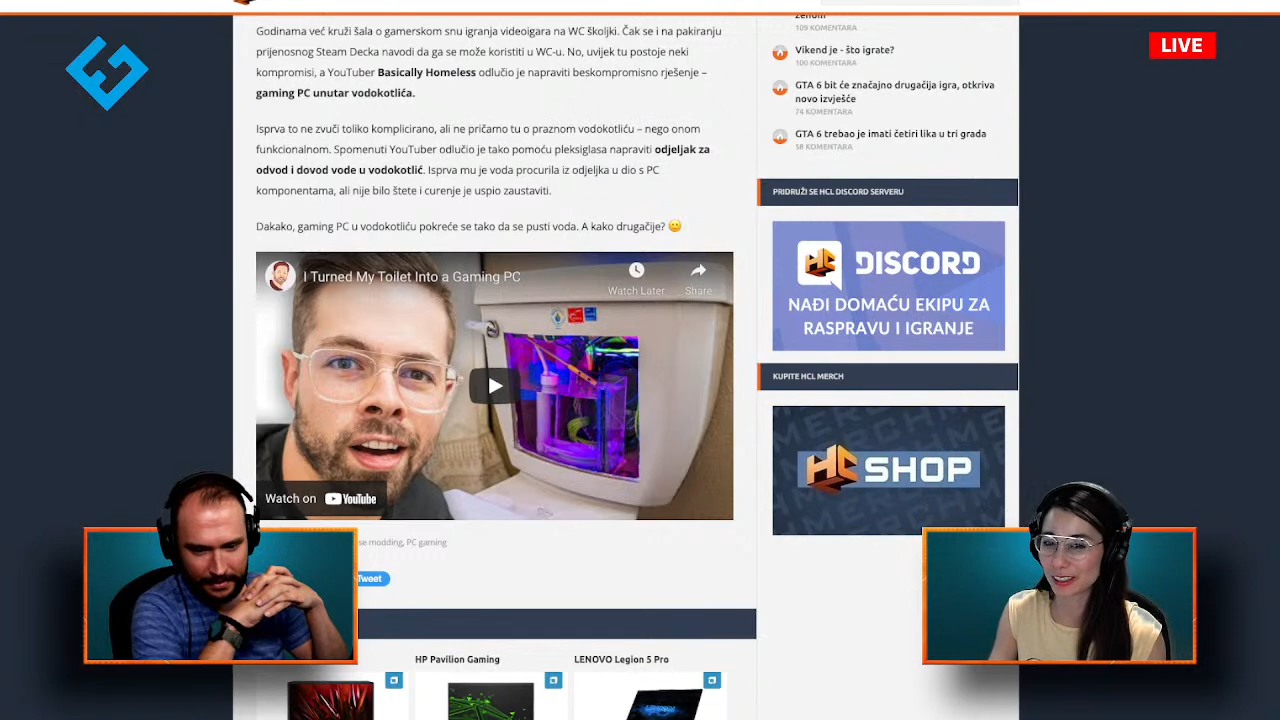 LIVE
Godinama već kruži šala o gamerskom snu igranja videoigara na WC školjki. Čak se i na pakiranju
prijenosnog Steam Decka navodi da ga se može koristiti u WC-u. No, uvijek tu postoje neki
kompromisi, a YouTuber Basically Homeless odlučio je napraviti beskompromisno rješenje –
gaming PC unutar vodokotlića.
Isprva to ne zvuči toliko komplicirano, ali ne pričamo tu o praznom vodokotliću – nego onom
funkcionalnom. Spomenuti YouTuber odlučio je tako pomoću pleksiglasa napraviti odjeljak za
odvod i dovod vode u vodokotlić. Isprva mu je voda procurila iz odjeljka u dio s PC
komponentama, ali nije bilo štete i curenje je uspio zaustaviti.
Dakako, gaming PC u vodokotliću pokreće se tako da se pusti voda. A kako drugačije?
I Turned My Toilet Into a Gaming PC
Watch Later
Share
Watch on YouTube
se modding, PC gaming
Tweet
HP Pavilion Gaming
LENOVO Legion 5 Pro
109 KOMENTARA
Vikend je - što igrate?
100 KOMENTARA
GTA 6 bit će značajno drugačija igra, otkriva
novo izvješće
74 KOMENTARA
GTA 6 trebao je imati četiri lika u tri grada
58 KOMENTARA
PRIDRUŽI SE HCL DISCORD SERVERU
HC DISCORD
NAĐI DOMAĆU EKIPU ZA
RASPRAVU I IGRANJE
KUPITE HCL MERCH
HC SHOP